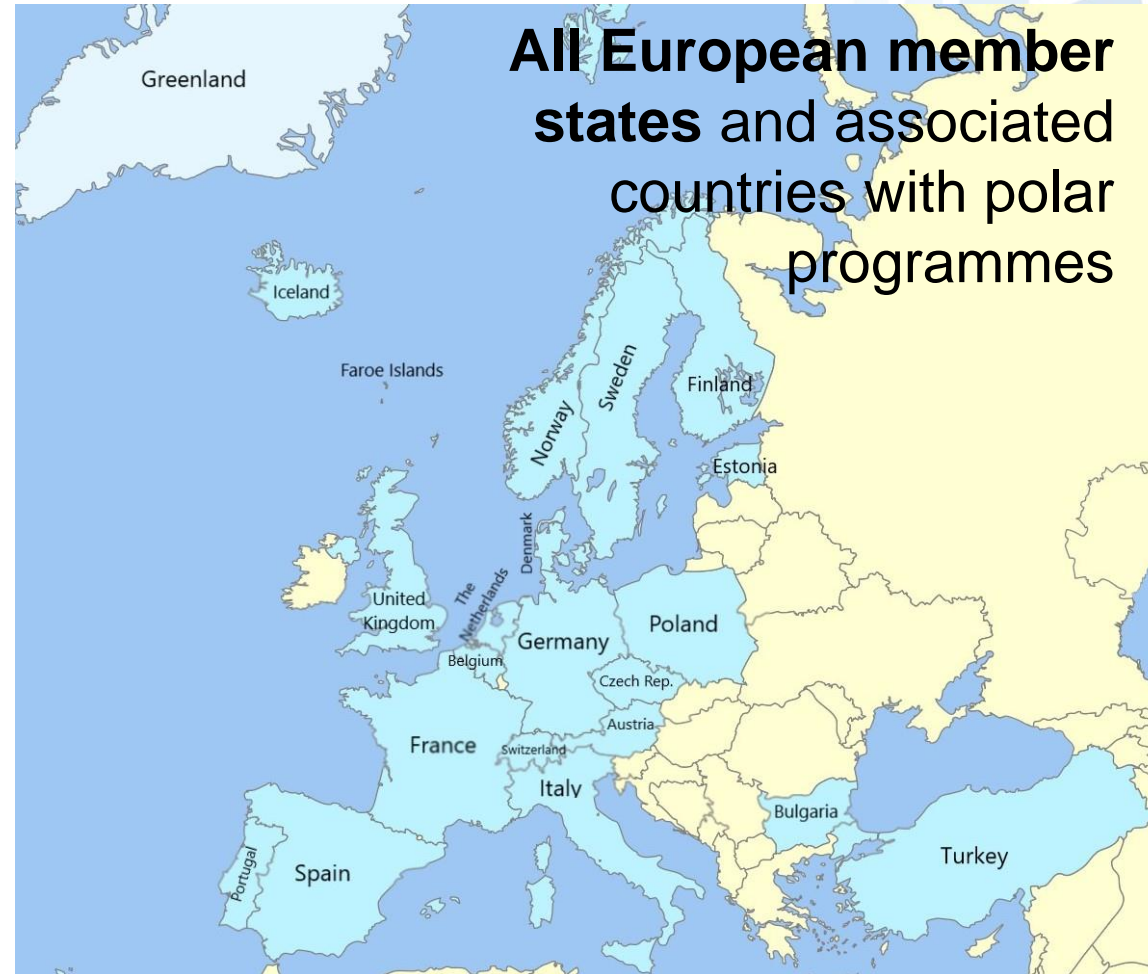 All European member
states and associated
countries with polar
programmes
Greenland
Iceland
Faroe Islands
Norway
Sweden
Finland
Estonia
Denmark
The
Netherlands
United
Kingdom
Belgium
Germany
Poland
Czech Rep.
Austria
France
Switzerland
Italy
Bulgaria
Turkey
Portugal
Spain